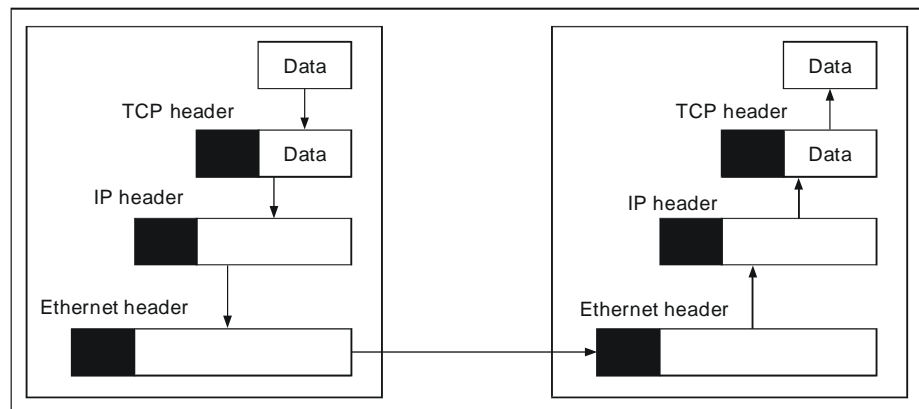 Data
TCP header
Data
IP header
Ethernet header
Data
TCP header
Data
IP header
Ethernet header